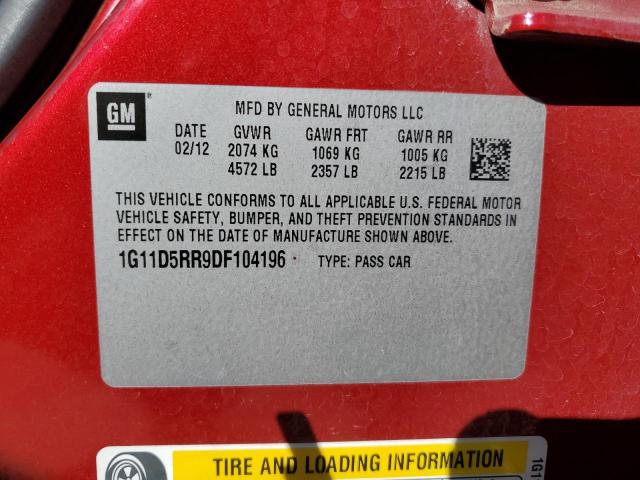 GM®
MFD BY GENERAL MOTORS LLC
DATE GVWR GAWR FRT GAWR RR
02/12 2074 KG 1069 KG 1005 KG
4572 LB 2357 LB 2215 LB
THIS VEHICLE CONFORMS TO ALL APPLICABLE U.S. FEDERAL MOTOR
VEHICLE SAFETY, BUMPER, AND THEFT PREVENTION STANDARDS IN
EFFECT ON THE DATE OF MANUFACTURE SHOWN ABOVE.
1G11D5RR9DF104196 TYPE: PASS CAR
TIRE AND LOADING INFORMATION
1G1